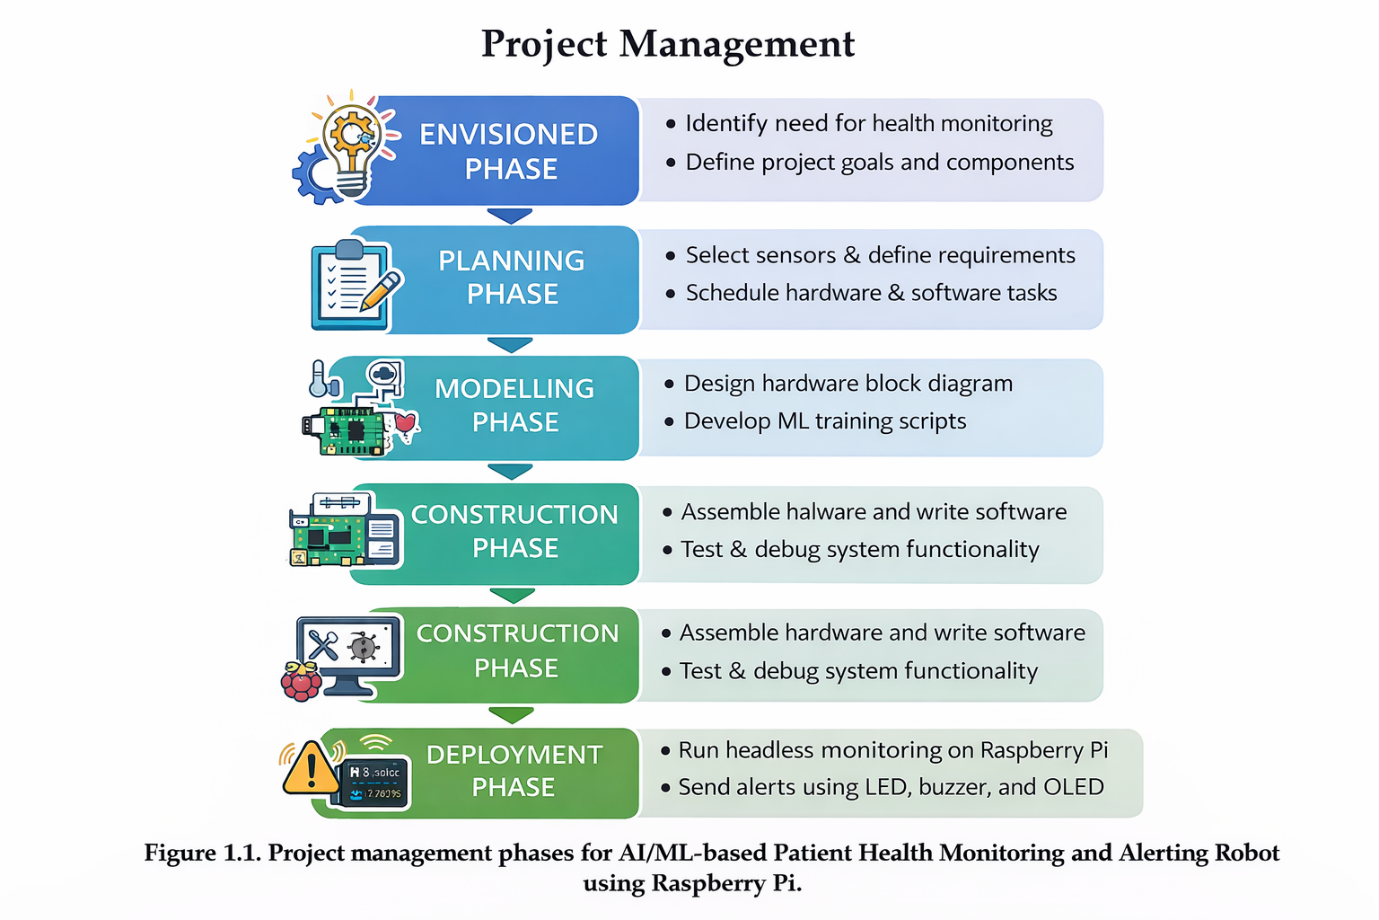 Project Management
ENVISIONED
PHASE
• Identify need for health monitoring
• Define project goals and components
PLANNING
PHASE
• Select sensors & define requirements
• Schedule hardware & software tasks
MODELLING
PHASE
• Design hardware block diagram
• Develop ML training scripts
CONSTRUCTION
PHASE
• Assemble halware and write software
• Test & debug system functionality
CONSTRUCTION
PHASE
• Assemble hardware and write software
• Test & debug system functionality
DEPLOYMENT
PHASE
• Run headless monitoring on Raspberry Pi
• Send alerts using LED, buzzer, and OLED
Figure 1.1. Project management phases for AI/ML-based Patient Health Monitoring and Alerting Robot
using Raspberry Pi.